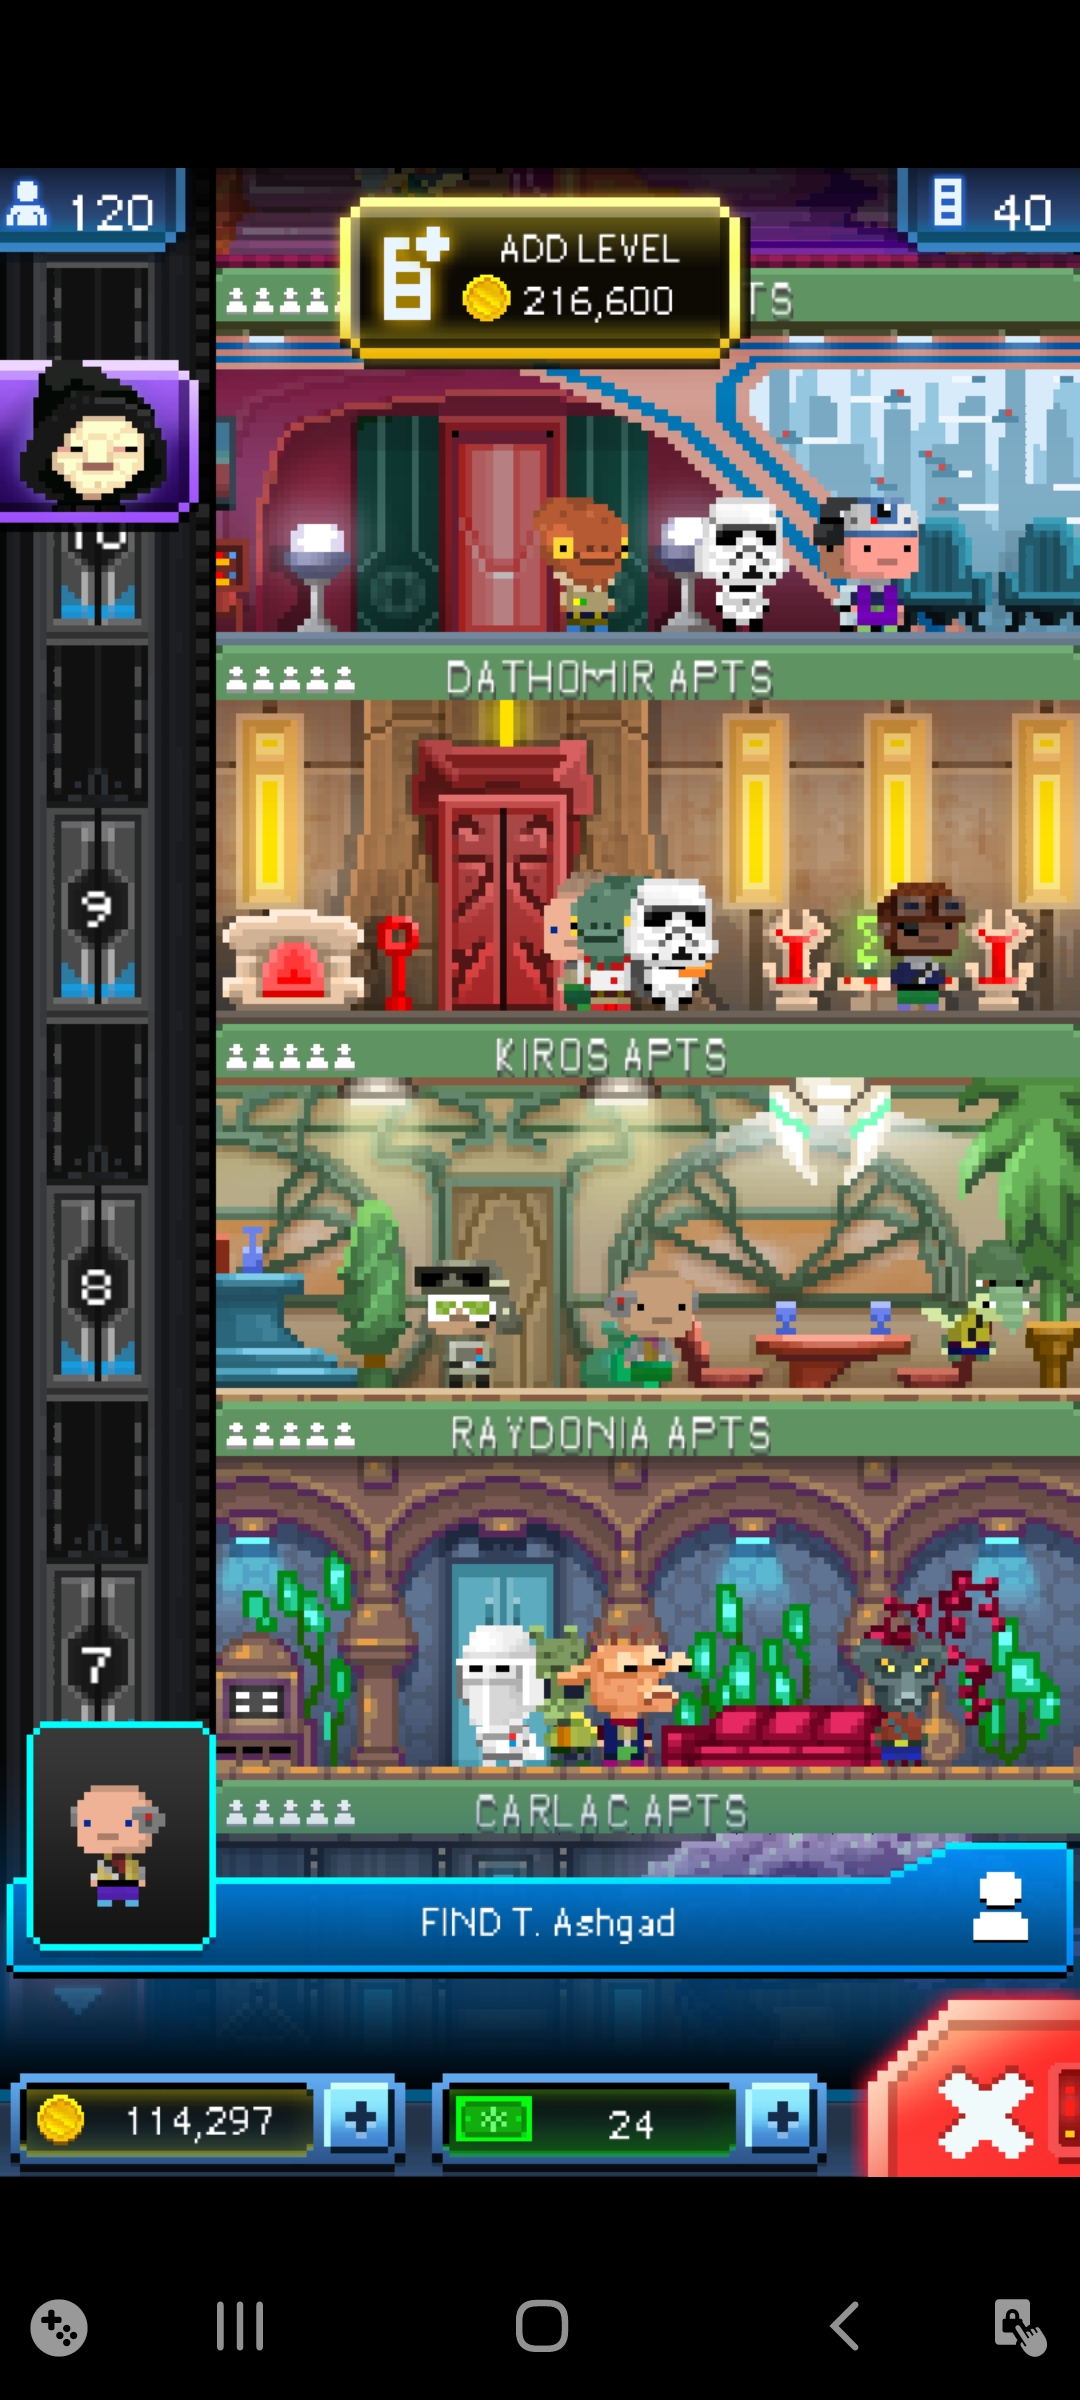 120
40
ADD LEVEL
216,600
TS
10
DATHOMIR APTS
9
KIROS APTS
8
RAYDONIA APTS
7
CARLAC APTS
FIND T. Ashgad
114,297
24